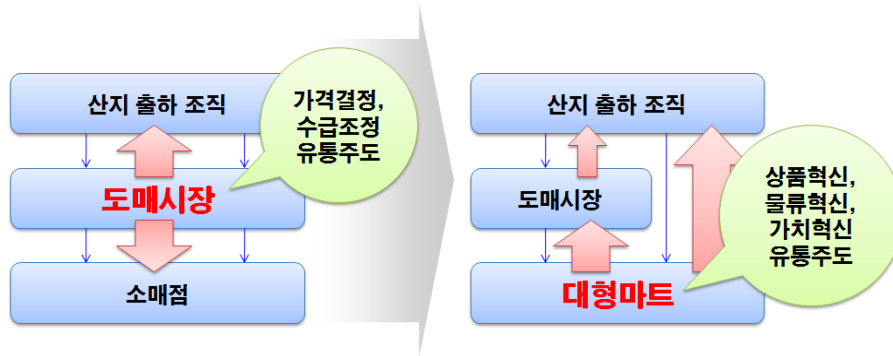 산지 출하 조직
가격결정,
수급조정
유통주도
도매시장
소매점
산지 출하 조직
도매시장
상품혁신,
물류혁신,
가치혁신
유통주도
대형마트